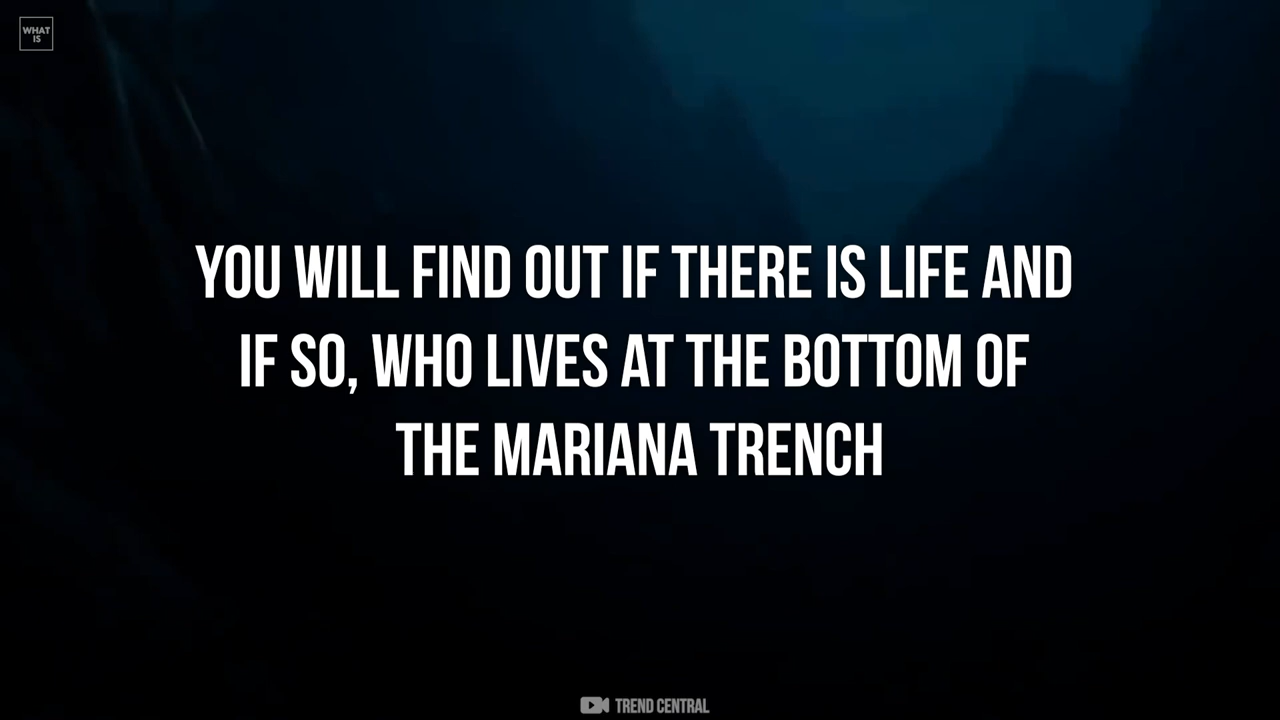 WHAT
IS
YOU WILL FIND OUT IF THERE IS LIFE AND
IF SO, WHO LIVES AT THE BOTTOM OF
THE MARIANA TRENCH
TREND CENTRAL